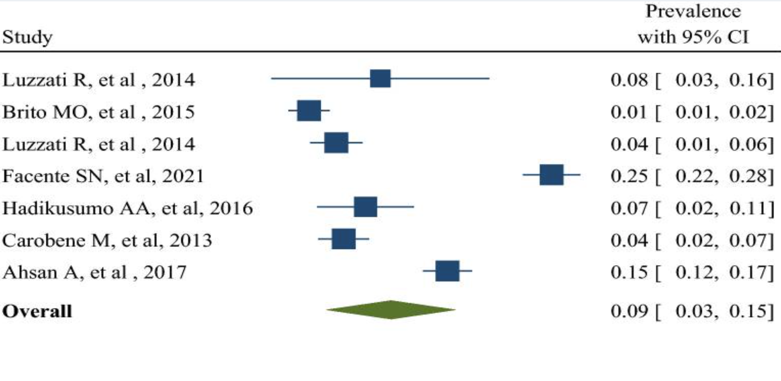 Prevalence
Study with 95% CI
Luzzati R, et al , 2014 0.08 [ 0.03, 0.16]
Brito MO, et al , 2015 0.01 [ 0.01, 0.02]
Luzzati R, et al , 2014 0.04 [ 0.01, 0.06]
Facente SN, et al, 2021 0.25 [ 0.22, 0.28]
Hadikusumo AA, et al, 2016 0.07 [ 0.02, 0.11]
Carobene M, et al, 2013 0.04 [ 0.02, 0.07]
Ahsan A, et al , 2017 0.15 [ 0.12, 0.17]
Overall 0.09 [ 0.03, 0.15]